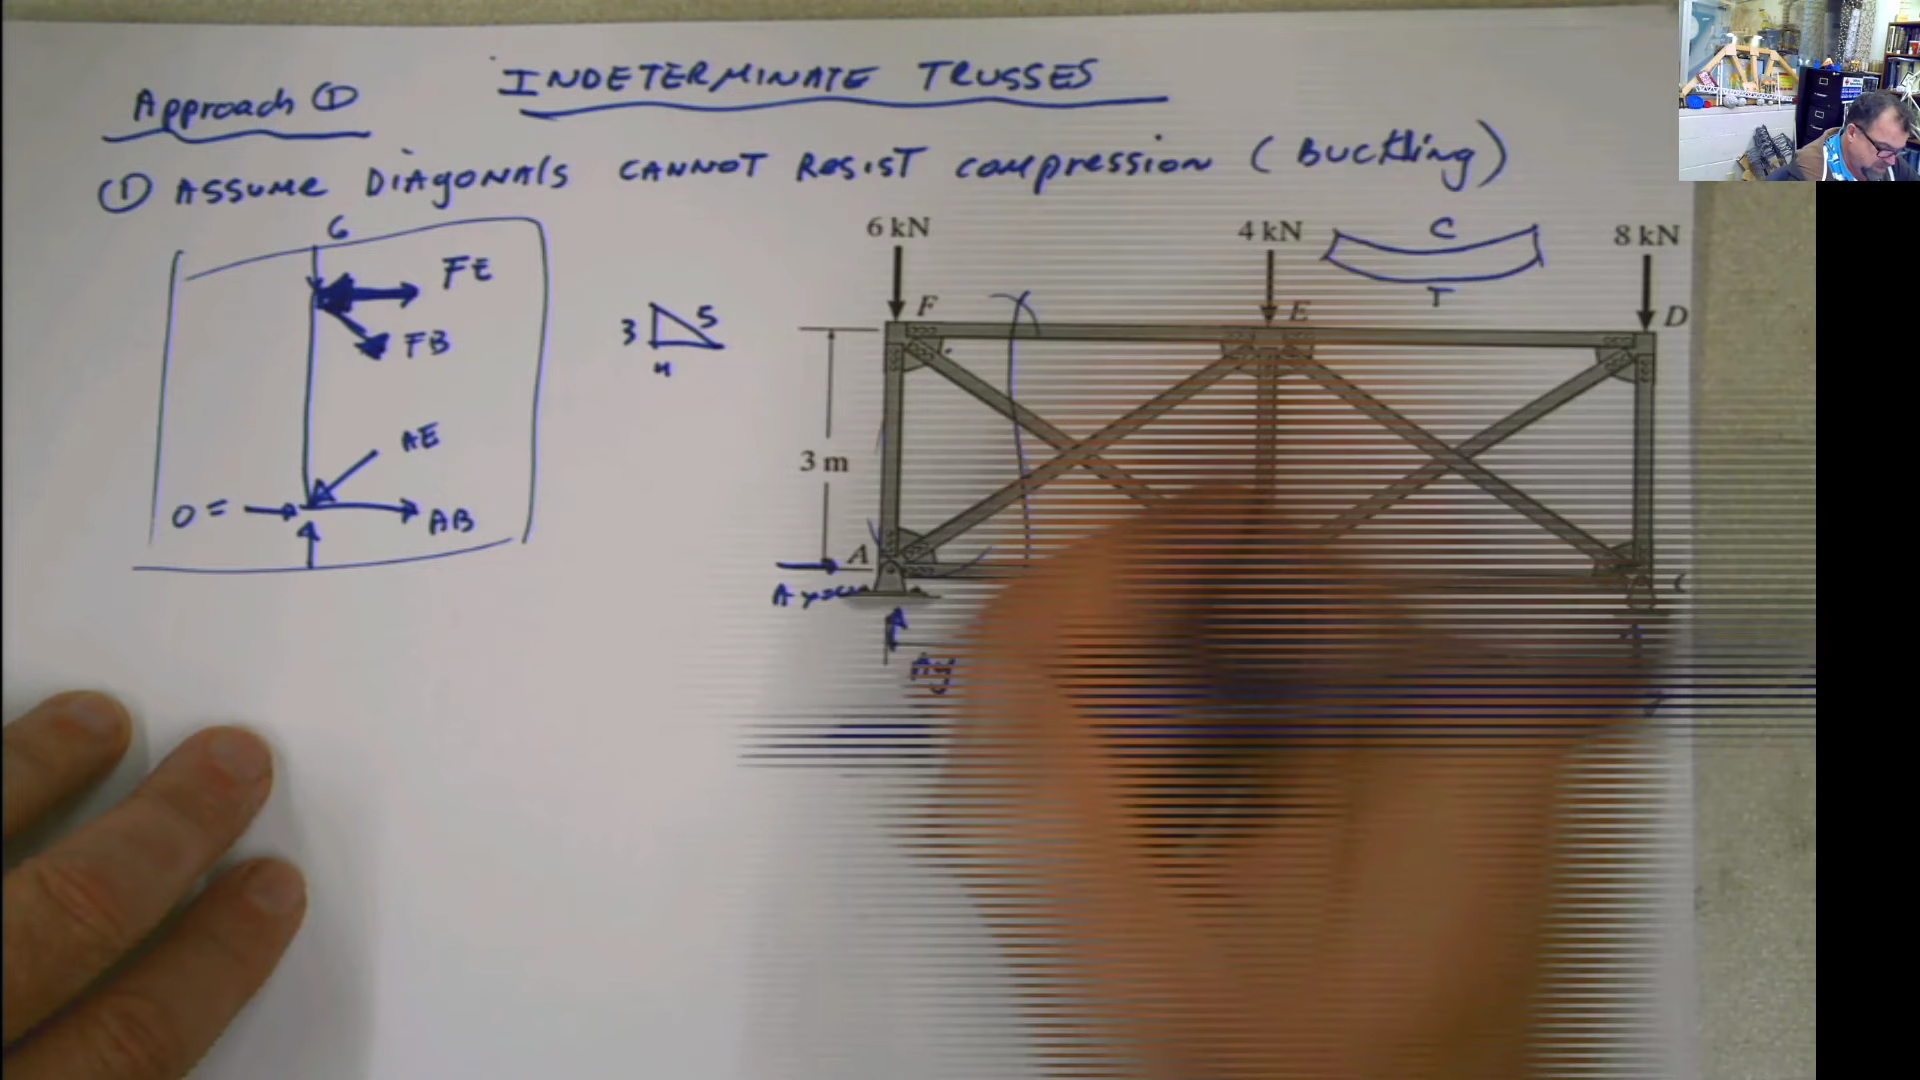 INDETERMINATE TRUSSES
Approach ①
① ASSUME DIAGONALS CANNOT RESIST COMPRESSION (Buckling)
6
FE
FB
AE
0 =
AB
3
5
4
6 kN
4 kN
C
T
8 kN
F
E
D
3 m
A
C
Ay